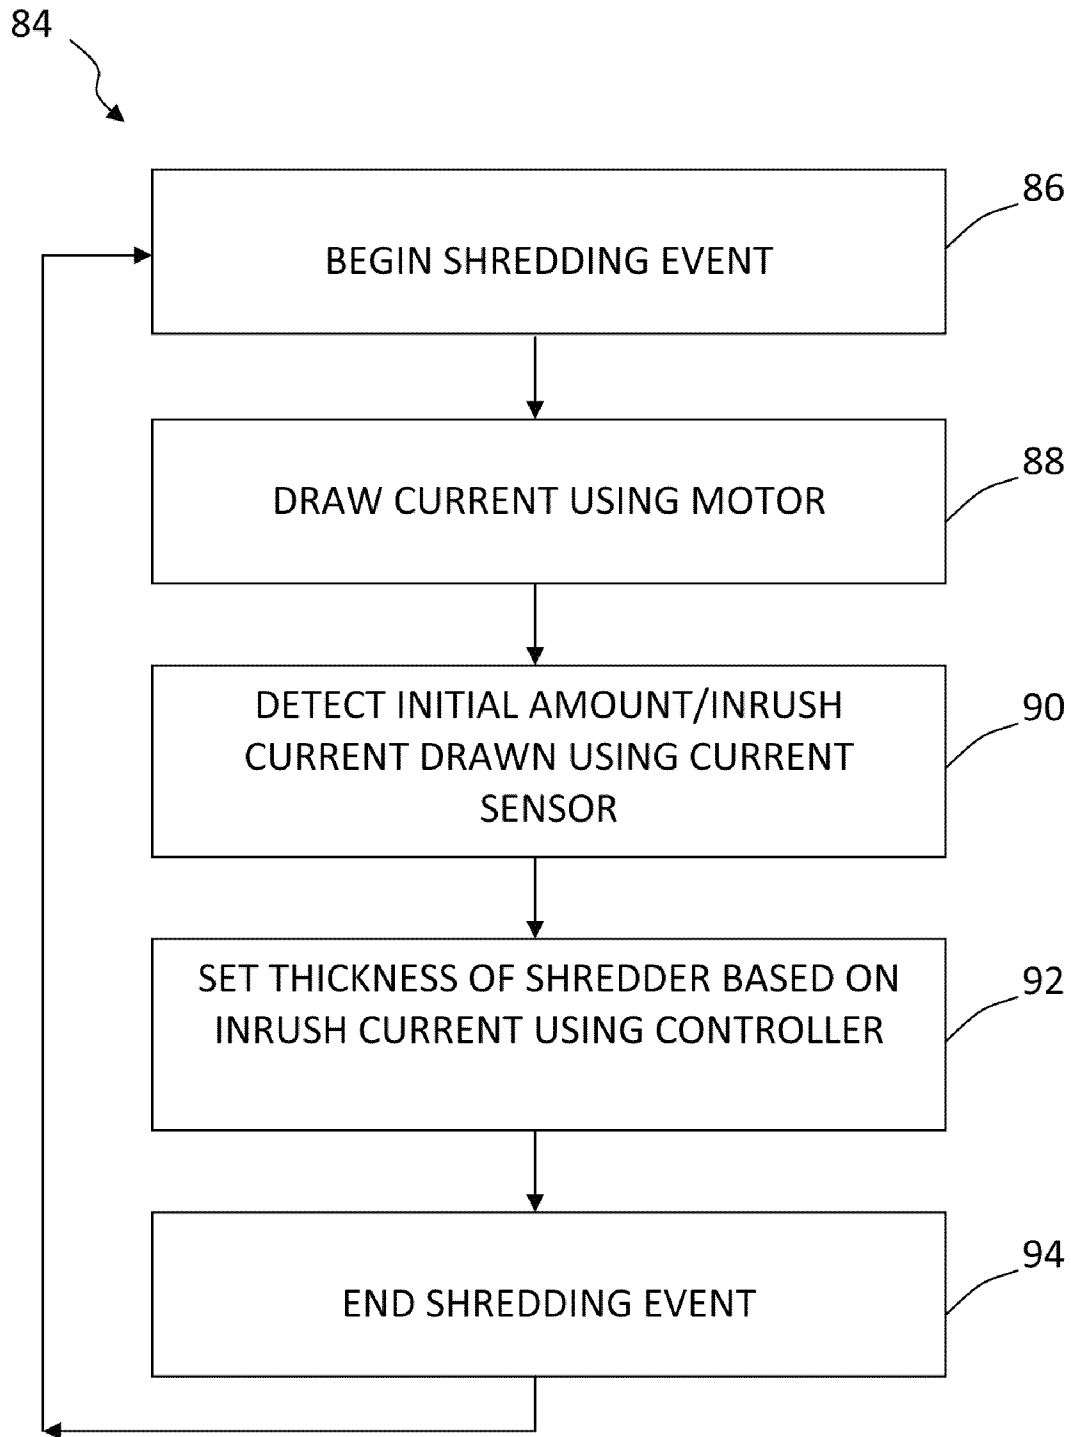 84
86
BEGIN SHREDDING EVENT
88
DRAW CURRENT USING MOTOR
90
DETECT INITIAL AMOUNT/INRUSH
CURRENT DRAWN USING CURRENT
SENSOR
92
SET THICKNESS OF SHREDDER BASED ON
INRUSH CURRENT USING CONTROLLER
94
END SHREDDING EVENT